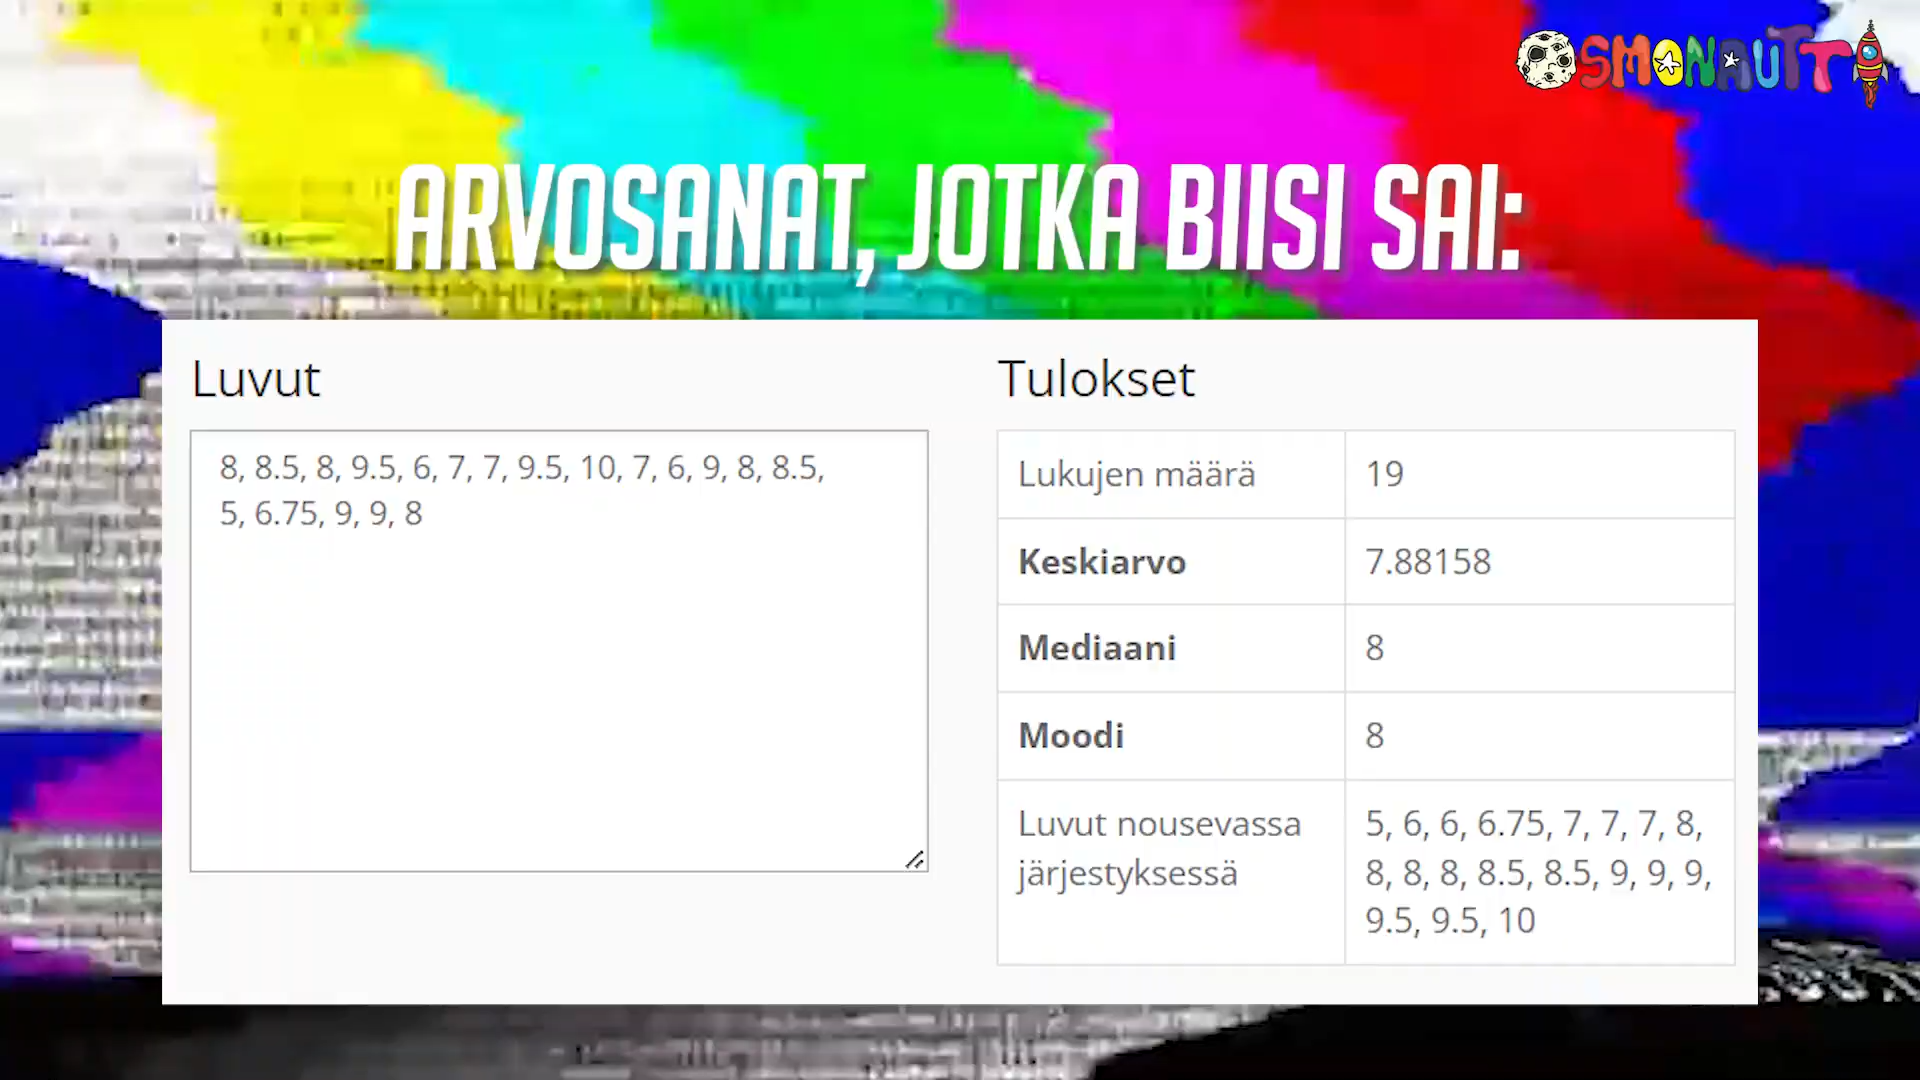 OSMONAUTTI
ARVOSANAT, JOTKA BIISI SAI:
Luvut
8, 8.5, 8, 9.5, 6, 7, 7, 9.5, 10, 7, 6, 9, 8, 8.5,
5, 6.75, 9, 9, 8
Tulokset
Lukujen määrä 19
Keskiarvo 7.88158
Mediaani 8
Moodi 8
Luvut nousevassa
järjestyksessä
5, 6, 6, 6.75, 7, 7, 7, 8,
8, 8, 8, 8.5, 8.5, 9, 9, 9,
9.5, 9.5, 10